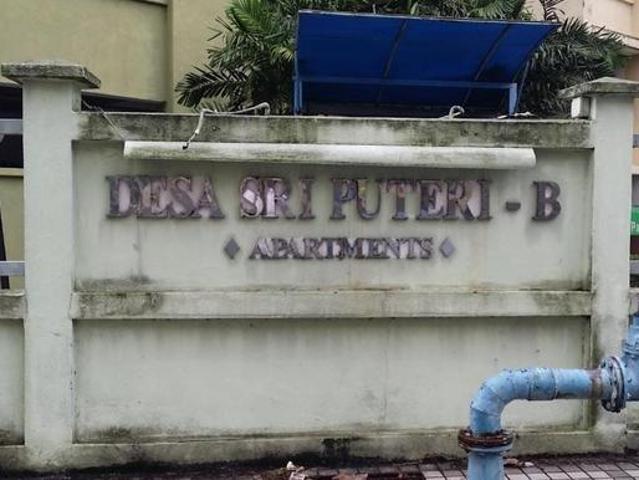 DESA SRI PUTERI - B
APARTMENTS